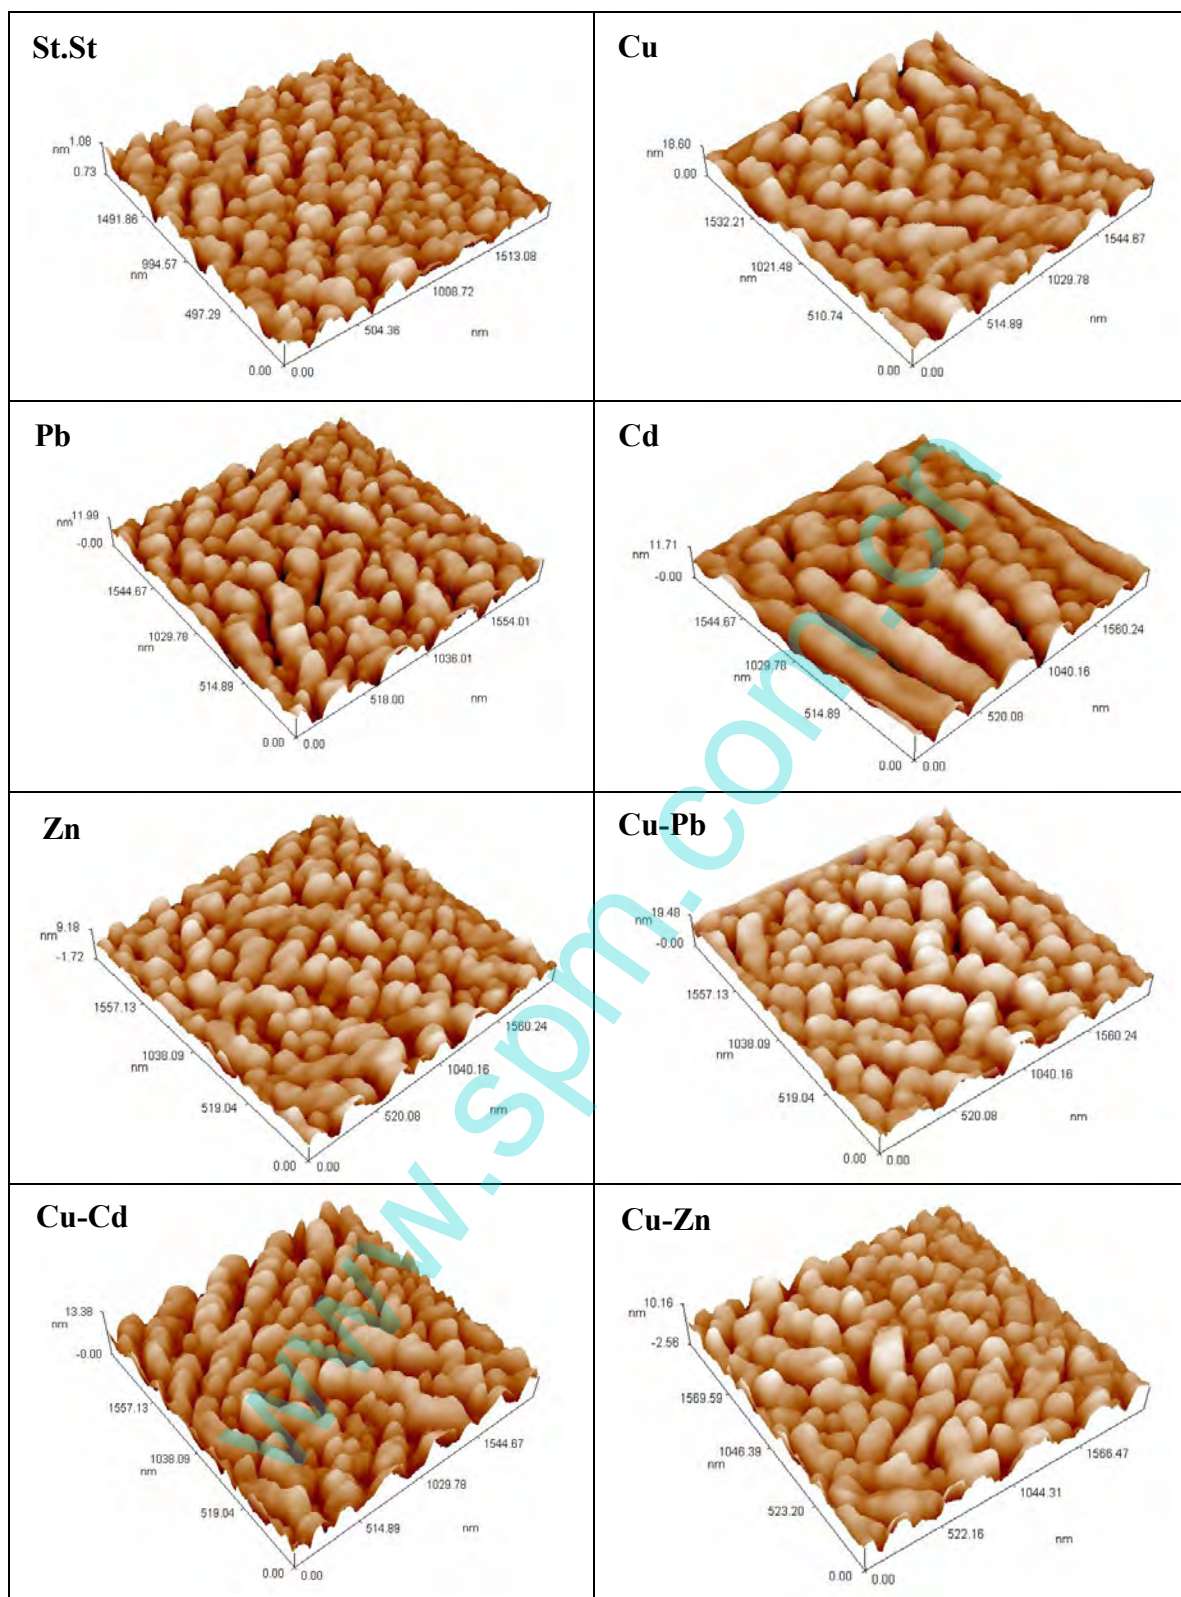 St.St
nm 1.08
0.73
1491.86
994.57
nm
497.29
0.00 0.00
504.36
1008.72
1513.08
nm
Cu
nm 18.60
0.00
1532.21
1021.48
nm
510.74
0.00 0.00
514.89
1029.78
1544.67
nm
Pb
nm 11.99
-0.00
1544.67
1029.78
nm
514.89
0.00 0.00
518.00
1036.01
1554.01
nm
Cd
nm 11.71
-0.00
1544.67
1029.78
nm
514.89
0.00 0.00
520.08
1040.16
1560.24
nm
Zn
nm 9.18
-1.72
1557.13
1038.09
nm
519.04
0.00 0.00
520.08
1040.16
1560.24
nm
Cu-Pb
nm 19.48
-0.00
1557.13
1038.09
nm
519.04
0.00 0.00
520.08
1040.16
1560.24
nm
Cu-Cd
13.38
nm
-0.00
1557.13
1038.09
nm
519.04
0.00 0.00
514.89
1029.78
1544.67
nm
Cu-Zn
10.16
nm
-2.56
1569.59
1046.39
nm
523.20
0.00 0.00
522.16
1044.31
1566.47
nm
www.spm.com.cn